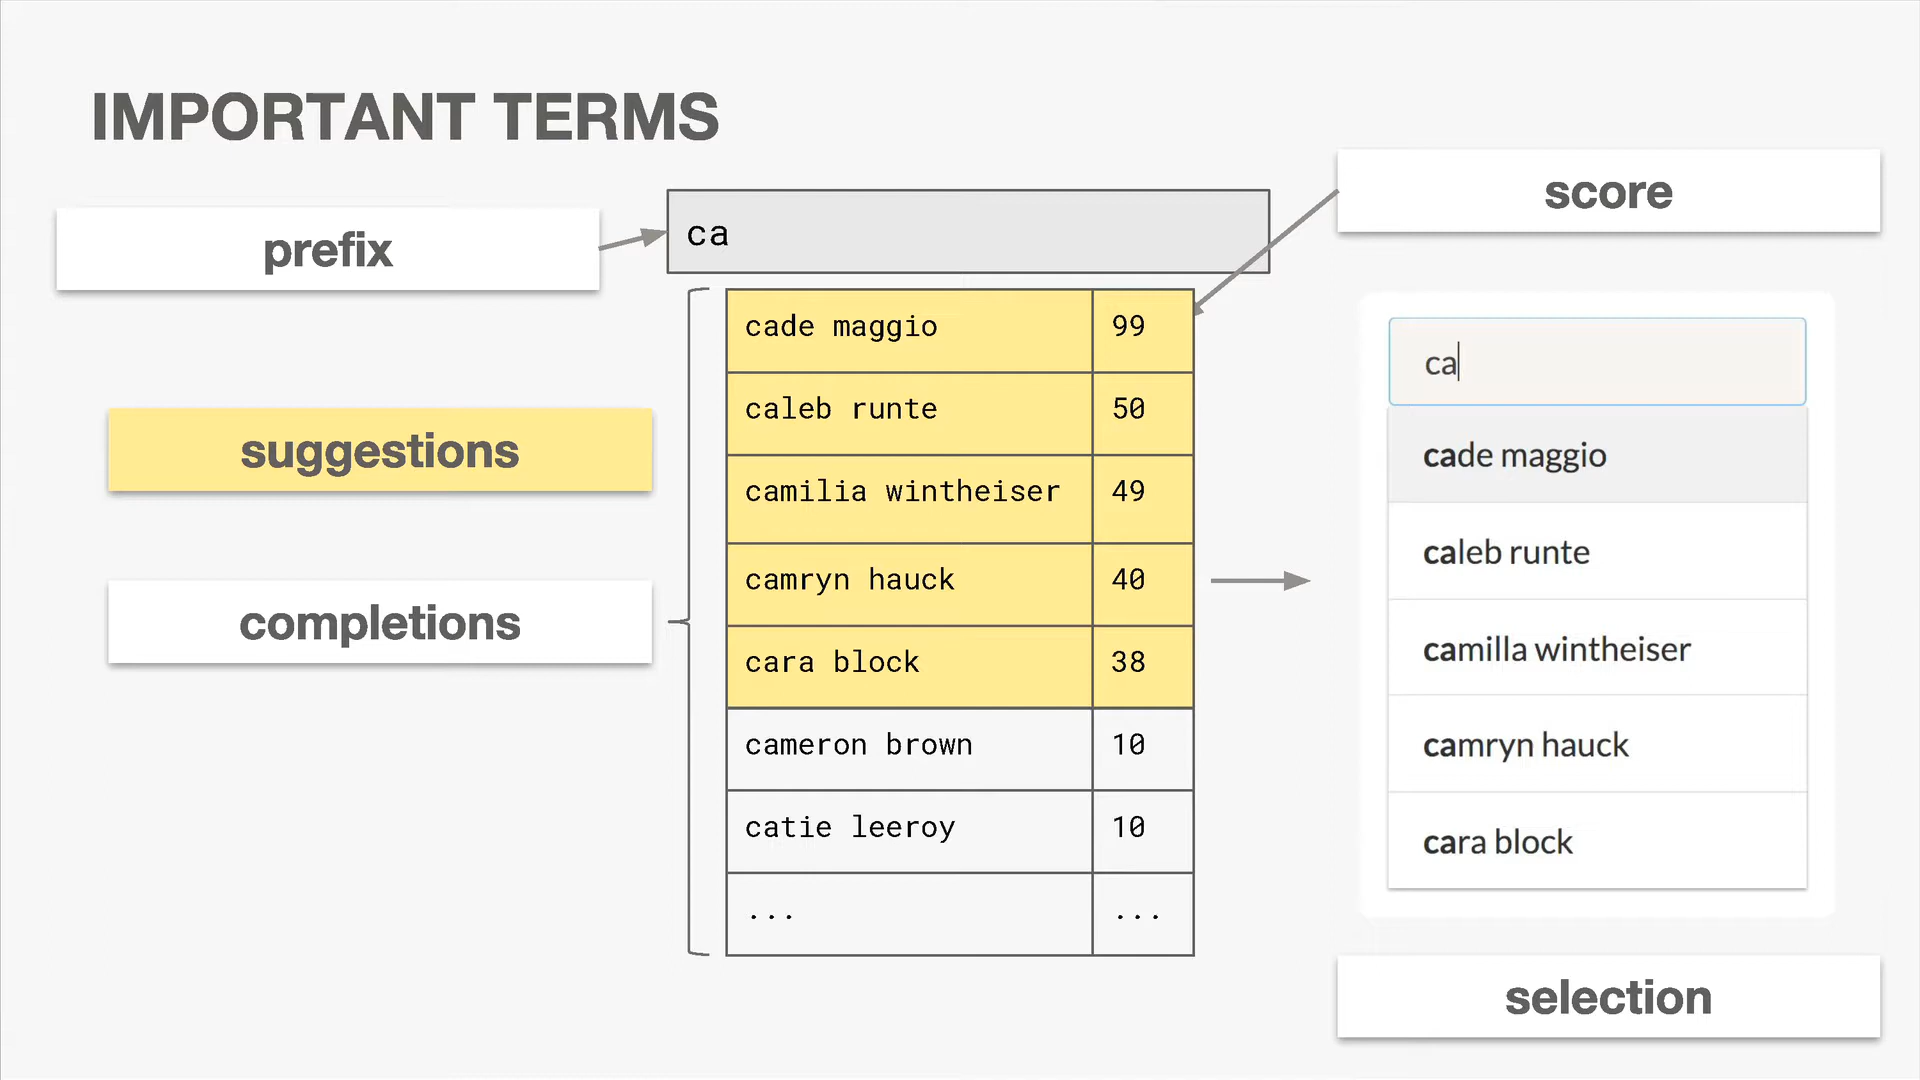 IMPORTANT TERMS
prefix
ca
score
suggestions
completions
cade maggio 99
caleb runte 50
camilia wintheiser 49
camryn hauck 40
cara block 38
cameron brown 10
catie leeroy 10
... ...
ca
cade maggio
caleb runte
camilla wintheiser
camryn hauck
cara block
selection